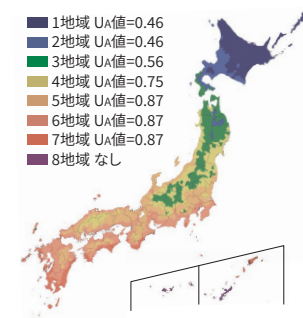 1地域 UA値=0.46
2地域 UA値=0.46
3地域 UA値=0.56
4地域 UA値=0.75
5地域 UA値=0.87
6地域 UA値=0.87
7地域 UA値=0.87
8地域 なし